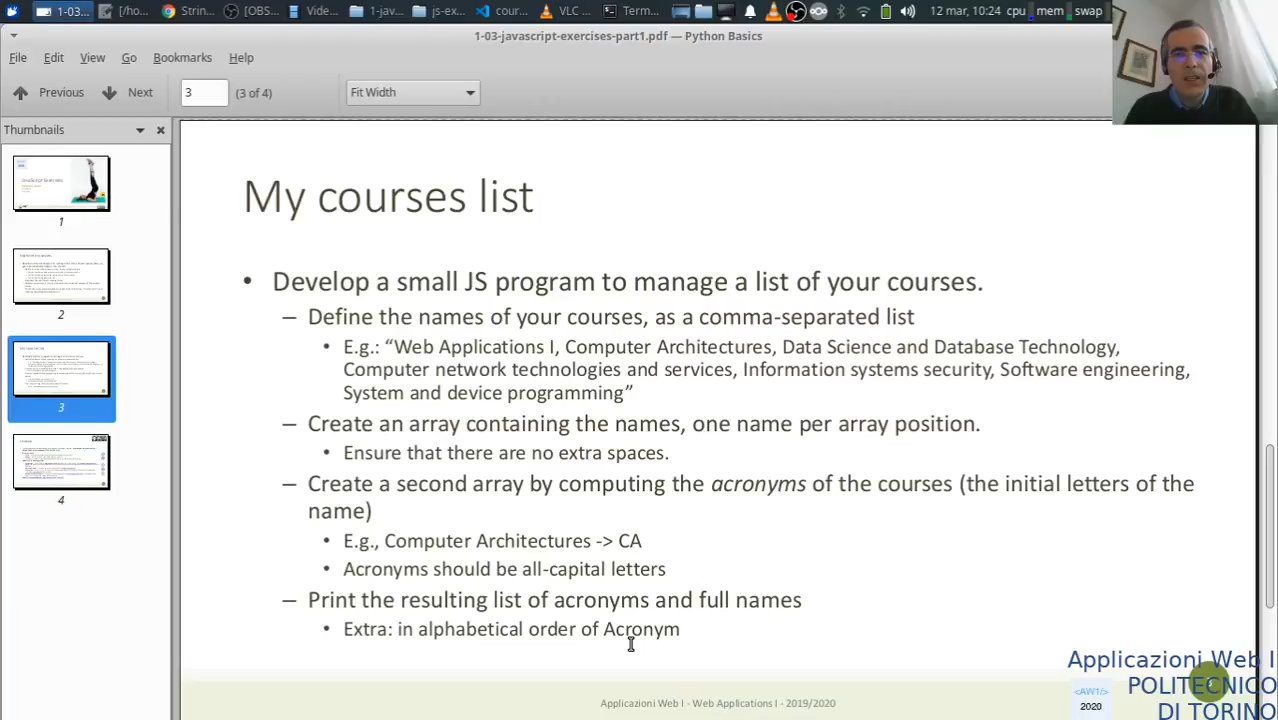 1-03...
[/ho...
Strin...
[OBS...
Vide...
1-jav...
js-ex...
cour...
VLC ...
Term...
12 mar, 10:24 cpu mem swap
1-03-javascript-exercises-part1.pdf — Python Basics
File Edit View Go Bookmarks Help
Previous Next 3 (3 of 4) Fit Width
Thumbnails
1
2
3
4
My courses list
• Develop a small JS program to manage a list of your courses.
– Define the names of your courses, as a comma-separated list
• E.g.: “Web Applications I, Computer Architectures, Data Science and Database Technology,
Computer network technologies and services, Information systems security, Software engineering,
System and device programming”
– Create an array containing the names, one name per array position.
• Ensure that there are no extra spaces.
– Create a second array by computing the acronyms of the courses (the initial letters of the
name)
• E.g., Computer Architectures -> CA
• Acronyms should be all-capital letters
– Print the resulting list of acronyms and full names
• Extra: in alphabetical order of Acronym
Applicazioni Web I - Web Applications I - 2019/2020
Applicazioni Web I
POLITECNICO
DI TORINO
<AW1/>
2020